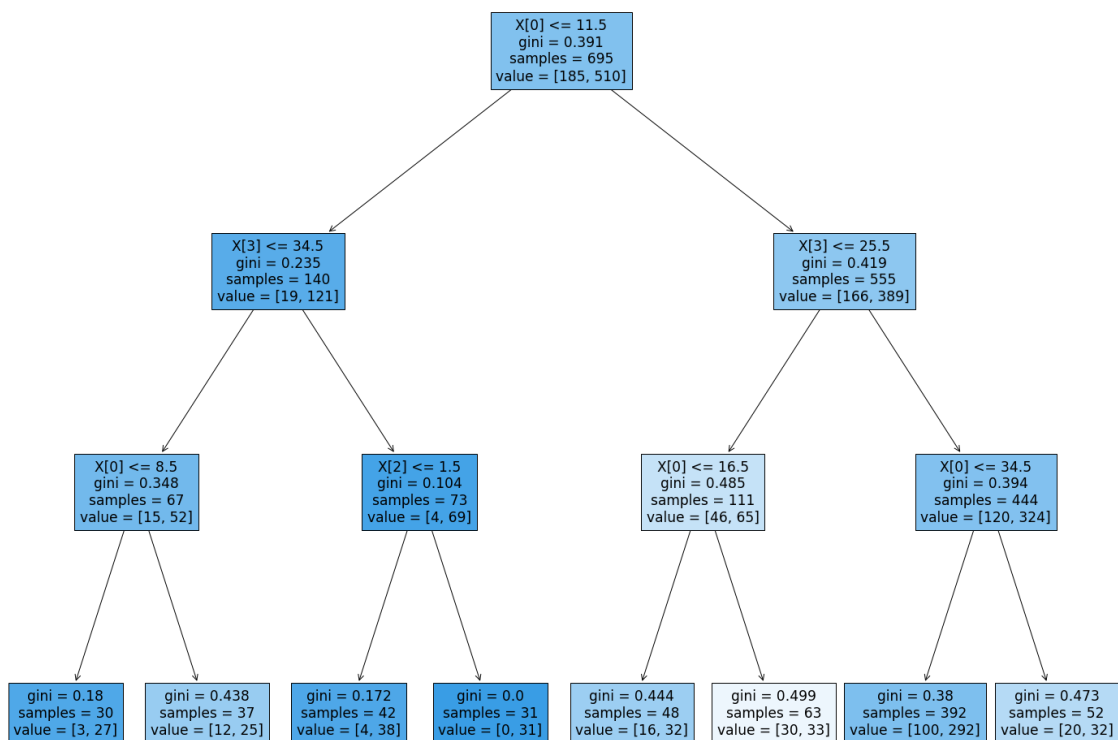 X[0] <= 11.5
gini = 0.391
samples = 695
value = [185, 510]
X[3] <= 34.5
gini = 0.235
samples = 140
value = [19, 121]
X[3] <= 25.5
gini = 0.419
samples = 555
value = [166, 389]
X[0] <= 8.5
gini = 0.348
samples = 67
value = [15, 52]
X[2] <= 1.5
gini = 0.104
samples = 73
value = [4, 69]
X[0] <= 16.5
gini = 0.485
samples = 111
value = [46, 65]
X[0] <= 34.5
gini = 0.394
samples = 444
value = [120, 324]
gini = 0.18
samples = 30
value = [3, 27]
gini = 0.438
samples = 37
value = [12, 25]
gini = 0.172
samples = 42
value = [4, 38]
gini = 0.0
samples = 31
value = [0, 31]
gini = 0.444
samples = 48
value = [16, 32]
gini = 0.499
samples = 63
value = [30, 33]
gini = 0.38
samples = 392
value = [100, 292]
gini = 0.473
samples = 52
value = [20, 32]